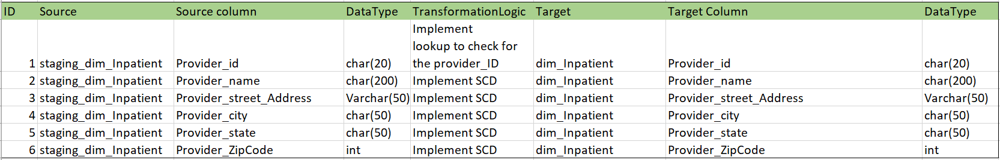 ID Source Source column DataType TransformationLogic Target Target Column DataType
Implement
lookup to check for
1 staging_dim_Inpatient Provider_id char(20) the provider_ID dim_Inpatient Provider_id char(20)
2 staging_dim_Inpatient Provider_name char(200) Implement SCD dim_Inpatient Provider_name char(200)
3 staging_dim_Inpatient Provider_street_Address Varchar(50) Implement SCD dim_Inpatient Provider_street_Address Varchar(50)
4 staging_dim_Inpatient Provider_city char(50) Implement SCD dim_Inpatient Provider_city char(50)
5 staging_dim_Inpatient Provider_state char(50) Implement SCD dim_Inpatient Provider_state char(50)
6 staging_dim_Inpatient Provider_ZipCode int Implement SCD dim_Inpatient Provider_ZipCode int